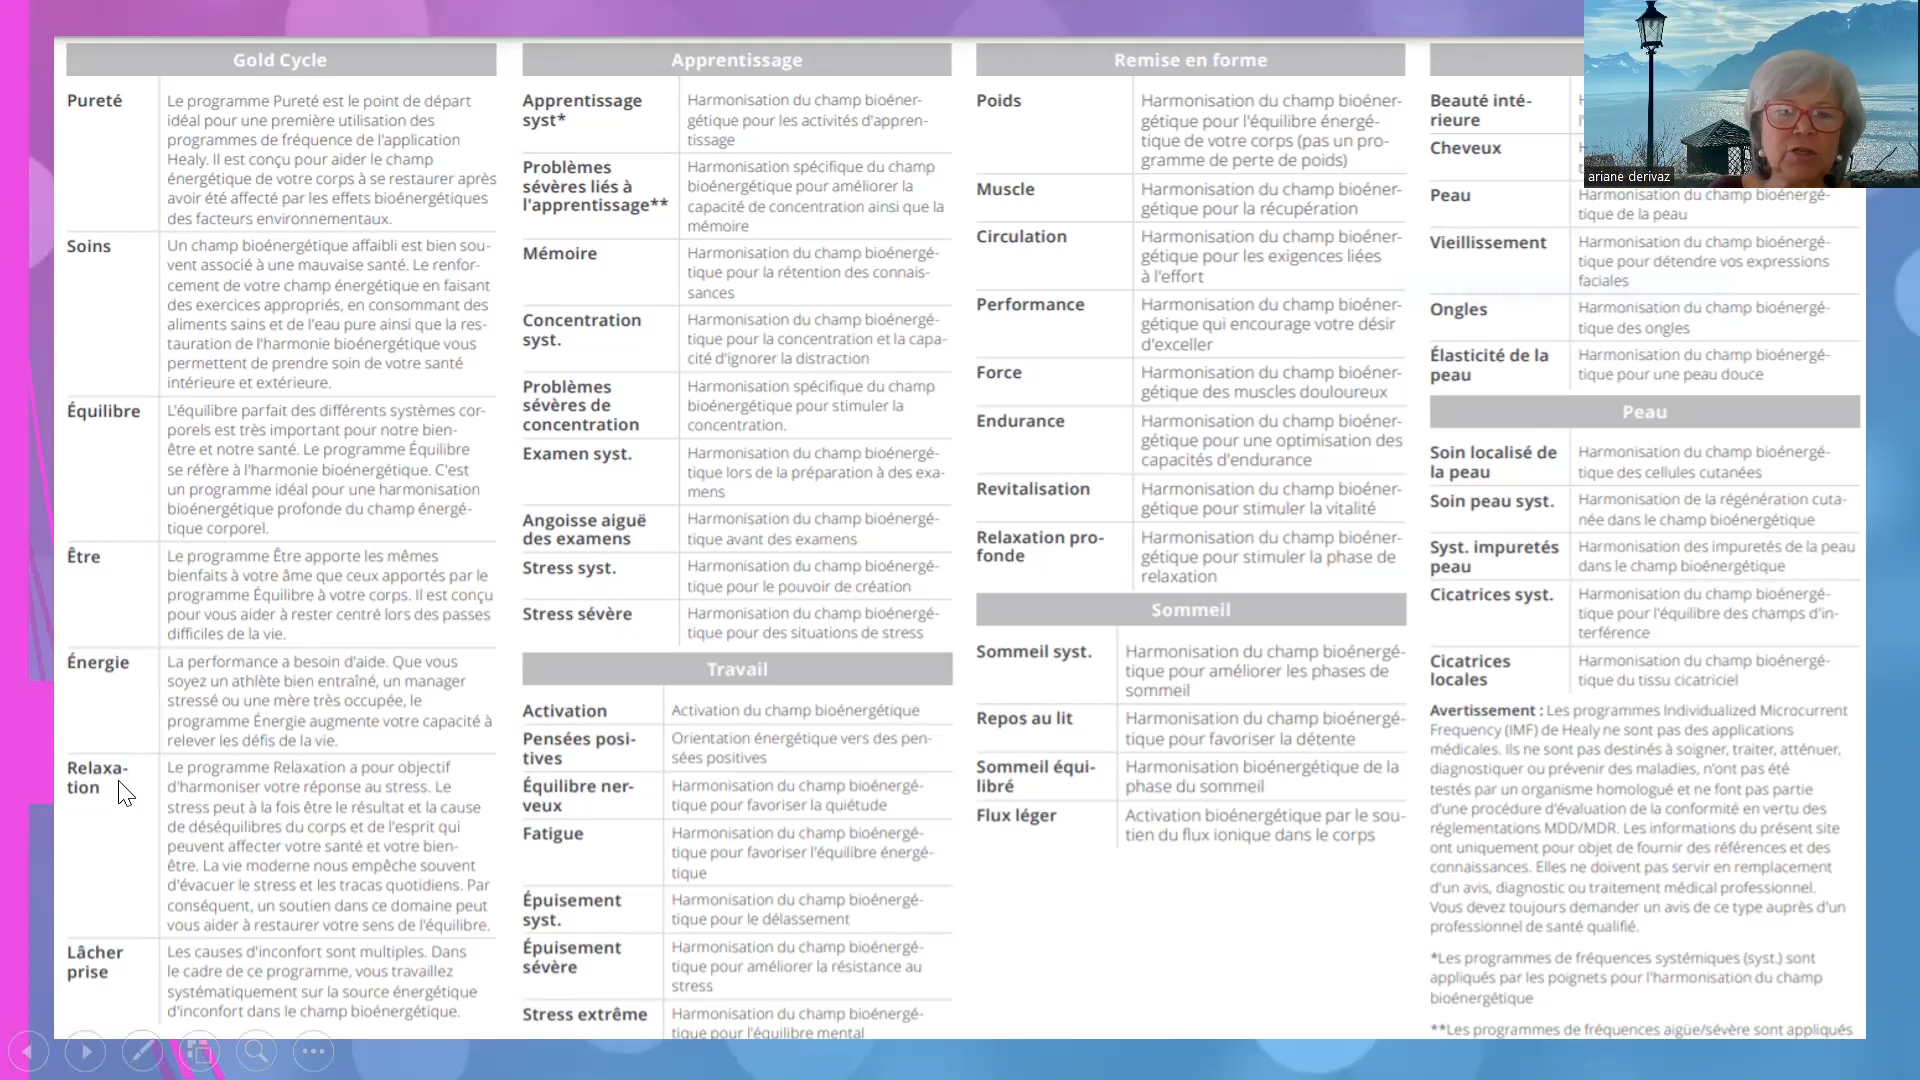 Gold Cycle
Pureté
Le programme Pureté est le point de départ
idéal pour une première utilisation des
programmes de fréquence de l'application
Healy. Il est conçu pour aider le champ
énergétique de votre corps à se restaurer après
avoir été affecté par les effets bioénergétiques
des facteurs environnementaux.
Soins
Un champ bioénergétique affaibli est bien sou-
vent associé à une mauvaise santé. Le renfor-
cement de votre champ énergétique en faisant
des exercices appropriés, en consommant des
aliments sains et de l'eau pure ainsi que la res-
tauration de l'harmonie bioénergétique vous
permettent de prendre soin de votre santé
intérieure et extérieure.
Équilibre
L'équilibre parfait des différents systèmes cor-
porels est très important pour notre bien-
être et notre santé. Le programme Équilibre
se réfère à l'harmonie bioénergétique. C'est
un programme idéal pour une harmonisation
bioénergétique profonde du champ énergé-
tique corporel.
Être
Le programme Être apporte les mêmes
bienfaits à votre âme que ceux apportés par le
programme Équilibre à votre corps. Il est conçu
pour vous aider à rester centré lors des passes
difficiles de la vie.
Énergie
La performance a besoin d'aide. Que vous
soyez un athlète bien entraîné, un manager
stressé ou une mère très occupée, le
programme Énergie augmente votre capacité à
relever les défis de la vie.
Relaxa-
tion
Le programme Relaxation a pour objectif
d'harmoniser votre réponse au stress. Le
stress peut à la fois être le résultat et la cause
de déséquilibres du corps et de l'esprit qui
peuvent affecter votre santé et votre bien-
être. La vie moderne nous empêche souvent
d'évacuer le stress et les tracas quotidiens. Par
conséquent, un soutien dans ce domaine peut
vous aider à restaurer votre sens de l'équilibre.
Lâcher
prise
Les causes d'inconfort sont multiples. Dans
le cadre de ce programme, vous travaillez
systématiquement sur la source énergétique
d'inconfort dans le champ bioénergétique.
Apprentissage
Apprentissage
syst*
Harmonisation du champ bioéner-
gétique pour les activités d'appren-
tissage
Problèmes
sévères liés à
l'apprentissage**
Harmonisation spécifique du champ
bioénergétique pour améliorer la
capacité de concentration ainsi que la
mémoire
Mémoire
Harmonisation du champ bioénergé-
tique pour la rétention des connais-
sances
Concentration
syst.
Harmonisation du champ bioénergé-
tique pour la concentration et la capa-
cité d'ignorer la distraction
Problèmes
sévères de
concentration
Harmonisation spécifique du champ
bioénergétique pour stimuler la
concentration.
Examen syst.
Harmonisation du champ bioénergé-
tique lors de la préparation à des exa-
mens
Angoisse aiguë
des examens
Harmonisation du champ bioénergé-
tique avant des examens
Stress syst.
Harmonisation du champ bioénergé-
tique pour le pouvoir de création
Stress sévère
Harmonisation du champ bioénergé-
tique pour des situations de stress
Travail
Activation
Activation du champ bioénergétique
Pensées posi-
tives
Orientation énergétique vers des pen-
sées positives
Équilibre ner-
veux
Harmonisation du champ bioénergé-
tique pour favoriser la quiétude
Fatigue
Harmonisation du champ bioénergé-
tique pour favoriser l'équilibre énergé-
tique
Épuisement
syst.
Harmonisation du champ bioénergé-
tique pour le délassement
Épuisement
sévère
Harmonisation du champ bioénergé-
tique pour améliorer la résistance au
stress
Stress extrême
Harmonisation du champ bioénergé-
tique pour l'équilibre mental
Remise en forme
Poids
Harmonisation du champ bioéner-
gétique pour l'équilibre énergé-
tique de votre corps (pas un pro-
gramme de perte de poids)
Muscle
Harmonisation du champ bioéner-
gétique pour la récupération
Circulation
Harmonisation du champ bioéner-
gétique pour les exigences liées
à l'effort
Performance
Harmonisation du champ bioéner-
gétique qui encourage votre désir
d'exceller
Force
Harmonisation du champ bioéner-
gétique des muscles douloureux
Endurance
Harmonisation du champ bioéner-
gétique pour une optimisation des
capacités d'endurance
Revitalisation
Harmonisation du champ bioéner-
gétique pour stimuler la vitalité
Relaxation pro-
fonde
Harmonisation du champ bioéner-
gétique pour stimuler la phase de
relaxation
Sommeil
Sommeil syst.
Harmonisation du champ bioénergé-
tique pour améliorer les phases de
sommeil
Repos au lit
Harmonisation du champ bioénergé-
tique pour favoriser la détente
Sommeil équi-
libré
Harmonisation bioénergétique de la
phase du sommeil
Flux léger
Activation bioénergétique par le sou-
tien du flux ionique dans le corps
Beauté inté-
rieure
Cheveux
Peau
Harmonisation du champ bioénergé-
tique de la peau
Vieillissement
Harmonisation du champ bioénergé-
tique pour détendre vos expressions
faciales
Ongles
Harmonisation du champ bioénergé-
tique des ongles
Élasticité de la
peau
Harmonisation du champ bioénergé-
tique pour une peau douce
Peau
Soin localisé de
la peau
Harmonisation du champ bioénergé-
tique des cellules cutanées
Soin peau syst.
Harmonisation de la régénération cuta-
née dans le champ bioénergétique
Syst. impuretés
peau
Harmonisation des impuretés de la peau
dans le champ bioénergétique
Cicatrices syst.
Harmonisation du champ bioénergé-
tique pour l'équilibre des champs d'in-
terférence
Cicatrices
locales
Harmonisation du champ bioénergé-
tique du tissu cicatriciel
Avertissement : Les programmes Individualized Microcurrent
Frequency (IMF) de Healy ne sont pas des applications
médicales. Ils ne sont pas destinés à soigner, traiter, atténuer,
diagnostiquer ou prévenir des maladies, n'ont pas été
testés par un organisme homologué et ne font pas partie
d'une procédure d'évaluation de la conformité en vertu des
réglementations MDD/MDR. Les informations du présent site
ont uniquement pour objet de fournir des références et des
connaissances. Elles ne doivent pas servir en remplacement
d'un avis, diagnostic ou traitement médical professionnel.
Vous devez toujours demander un avis de ce type auprès d'un
professionnel de santé qualifié.
*Les programmes de fréquences systémiques (syst.) sont
appliqués par les poignets pour l'harmonisation du champ
bioénergétique
**Les programmes de fréquences aigüe/sévère sont appliqués
ariane derivaz